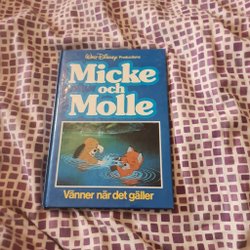 Walt Disney Productions
Micke
och
Molle
Vänner när det gäller